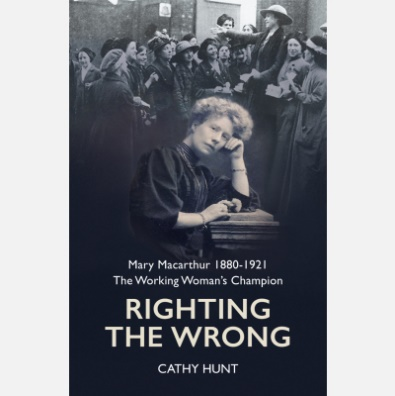 Mary Macarthur 1880-1921
The Working Woman's Champion
RIGHTING
THE WRONG
CATHY HUNT